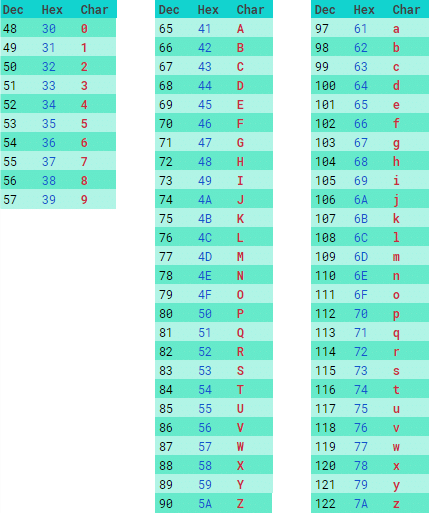 Dec Hex Char Dec Hex Char Dec Hex Char
48 30 0 65 41 A 97 61 a
49 31 1 66 42 B 98 62 b
50 32 2 67 43 C 99 63 c
51 33 3 68 44 D 100 64 d
52 34 4 69 45 E 101 65 e
53 35 5 70 46 F 102 66 f
54 36 6 71 47 G 103 67 g
55 37 7 72 48 H 104 68 h
56 38 8 73 49 I 105 69 i
57 39 9 74 4A J 106 6A j
75 4B K 107 6B k
76 4C L 108 6C l
77 4D M 109 6D m
78 4E N 110 6E n
79 4F O 111 6F o
80 50 P 112 70 p
81 51 Q 113 71 q
82 52 R 114 72 r
83 53 S 115 73 s
84 54 T 116 74 t
85 55 U 117 75 u
86 56 V 118 76 v
87 57 W 119 77 w
88 58 X 120 78 x
89 59 Y 121 79 y
90 5A Z 122 7A z